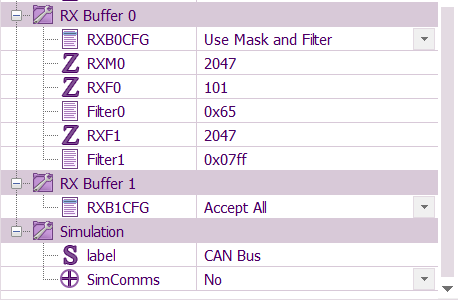 RX Buffer 0
RXB0CFG Use Mask and Filter
RXM0 2047
RXF0 101
Filter0 0x65
RXF1 2047
Filter1 0x07ff
RX Buffer 1
RXB1CFG Accept All
Simulation
label CAN Bus
SimComms No